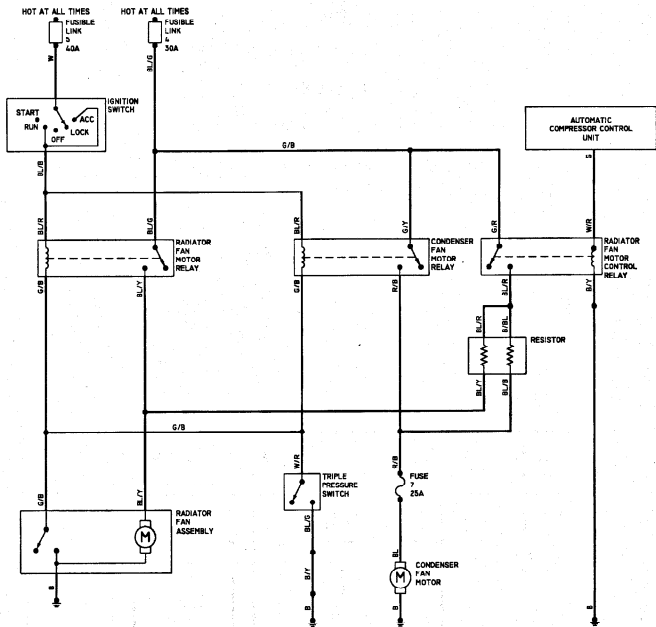 HOT AT ALL TIMES
HOT AT ALL TIMES
FUSIBLE
LINK
5
40A
FUSIBLE
LINK
4
30A
W
BL/G
IGNITION
SWITCH
START
ACC
RUN
LOCK
OFF
AUTOMATIC
COMPRESSOR CONTROL
UNIT
G/B
BL/B
G
BL/R
BL/G
BL/R
G/Y
G/R
W/R
RADIATOR
FAN
MOTOR
RELAY
CONDENSER
FAN
MOTOR
RELAY
RADIATOR
FAN
MOTOR
CONTROL
RELAY
G/B
BL/Y
G/B
R/B
BL/R
B/Y
BL/R
B/BL
RESISTOR
BL/Y
BL/B
G/B
W/R
R/B
G/B
BL/Y
TRIPLE
PRESSURE
SWITCH
FUSE
7
25A
RADIATOR
FAN
ASSEMBLY
M
BL/G
BL
B/Y
M
CONDENSER
FAN
MOTOR
B
B
B
B